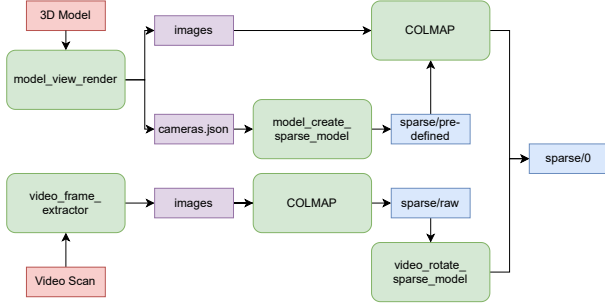 3D Model
images
COLMAP
model_view_render
cameras.json
model_create_
sparse_model
sparse/pre-
defined
sparse/0
video_frame_
extractor
images
COLMAP
sparse/raw
video_rotate_
sparse_model
Video Scan